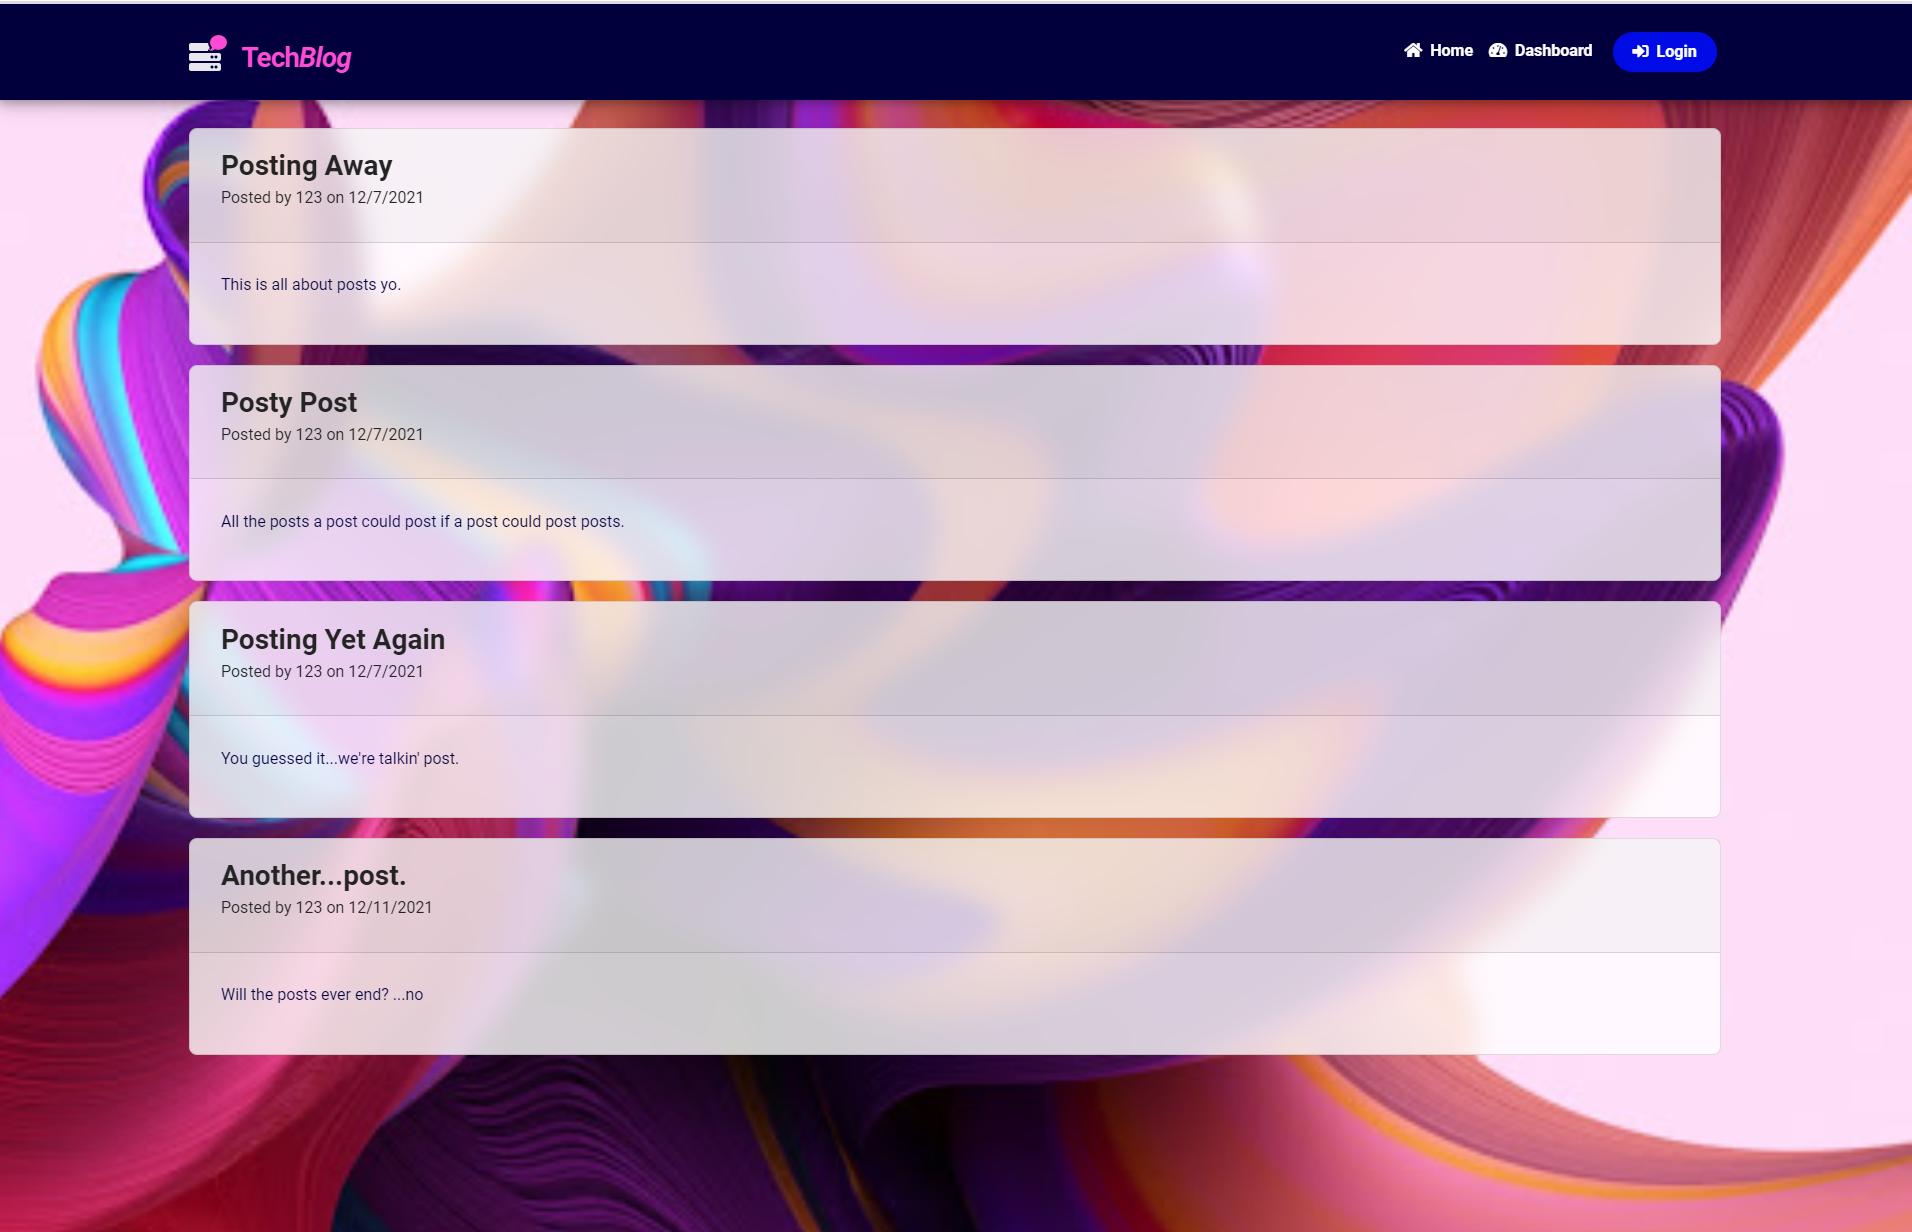 TechBlog
Home Dashboard Login
Posting Away
Posted by 123 on 12/7/2021
This is all about posts yo.
Posty Post
Posted by 123 on 12/7/2021
All the posts a post could post if a post could post posts.
Posting Yet Again
Posted by 123 on 12/7/2021
You guessed it...we're talkin' post.
Another...post.
Posted by 123 on 12/11/2021
Will the posts ever end? ...no